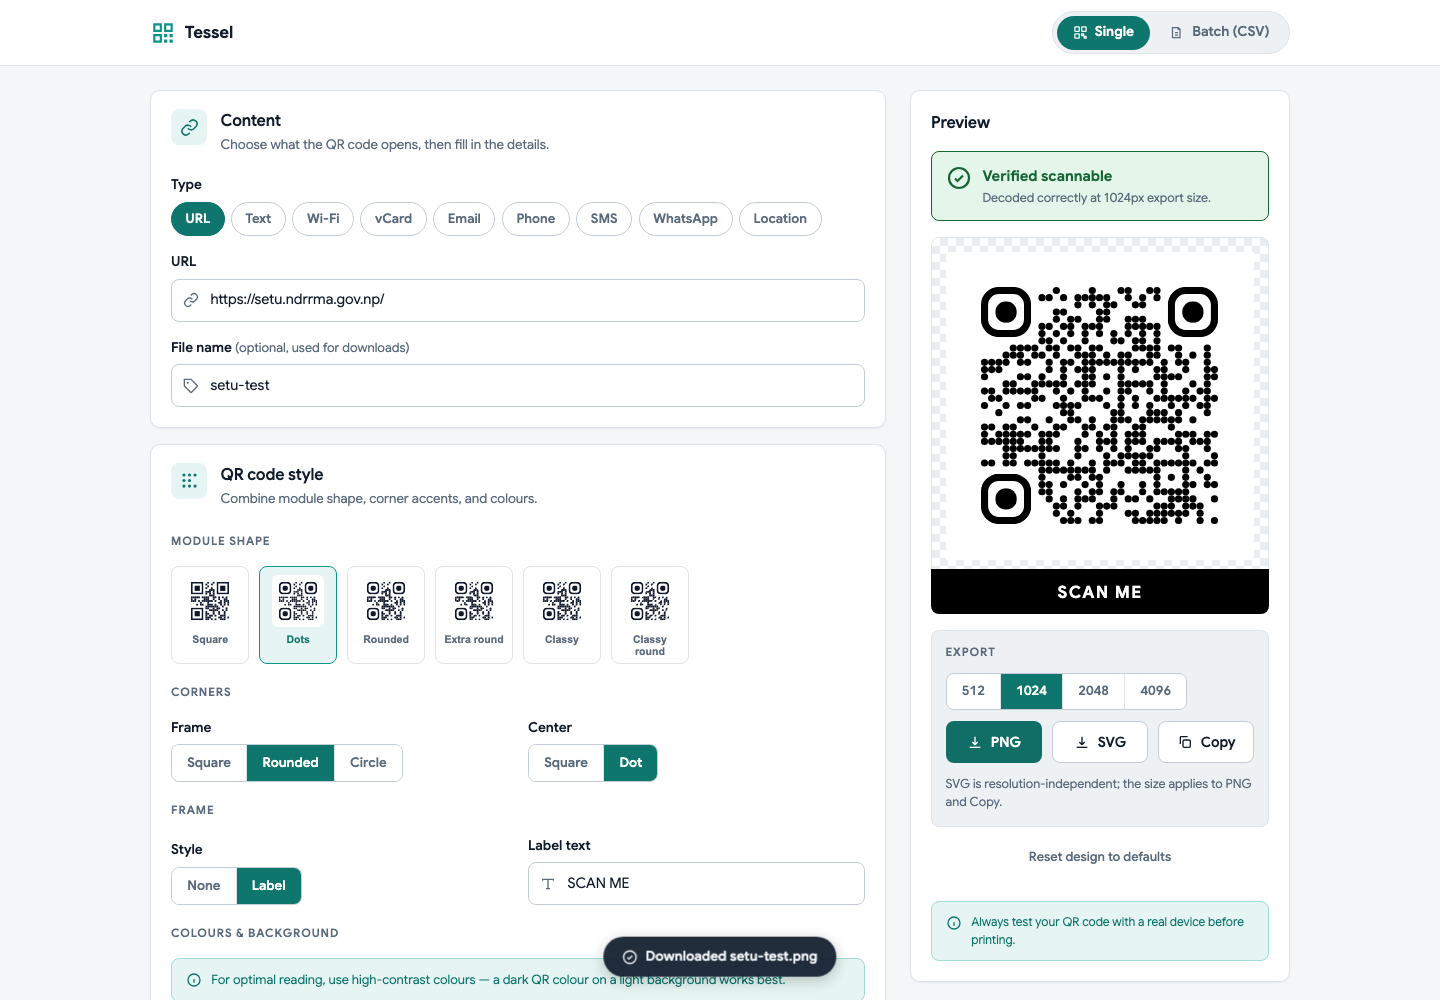 Tessel
Single
Batch (CSV)
Content
Choose what the QR code opens, then fill in the details.
Type
URL
Text
Wi-Fi
vCard
Email
Phone
SMS
WhatsApp
Location
URL
https://setu.ndrrma.gov.np/
File name (optional, used for downloads)
setu-test
QR code style
Combine module shape, corner accents, and colours.
MODULE SHAPE
Square
Dots
Rounded
Extra round
Classy
Classy
round
CORNERS
Frame
Square
Rounded
Circle
Center
Square
Dot
FRAME
Style
None
Label
Label text
SCAN ME
COLOURS & BACKGROUND
For optimal reading, use high-contrast colours — a dark QR colour on a light background works best.
Downloaded setu-test.png
Preview
Verified scannable
Decoded correctly at 1024px export size.
SCAN ME
EXPORT
512
1024
2048
4096
PNG
SVG
Copy
SVG is resolution-independent; the size applies to PNG
and Copy.
Reset design to defaults
Always test your QR code with a real device before
printing.